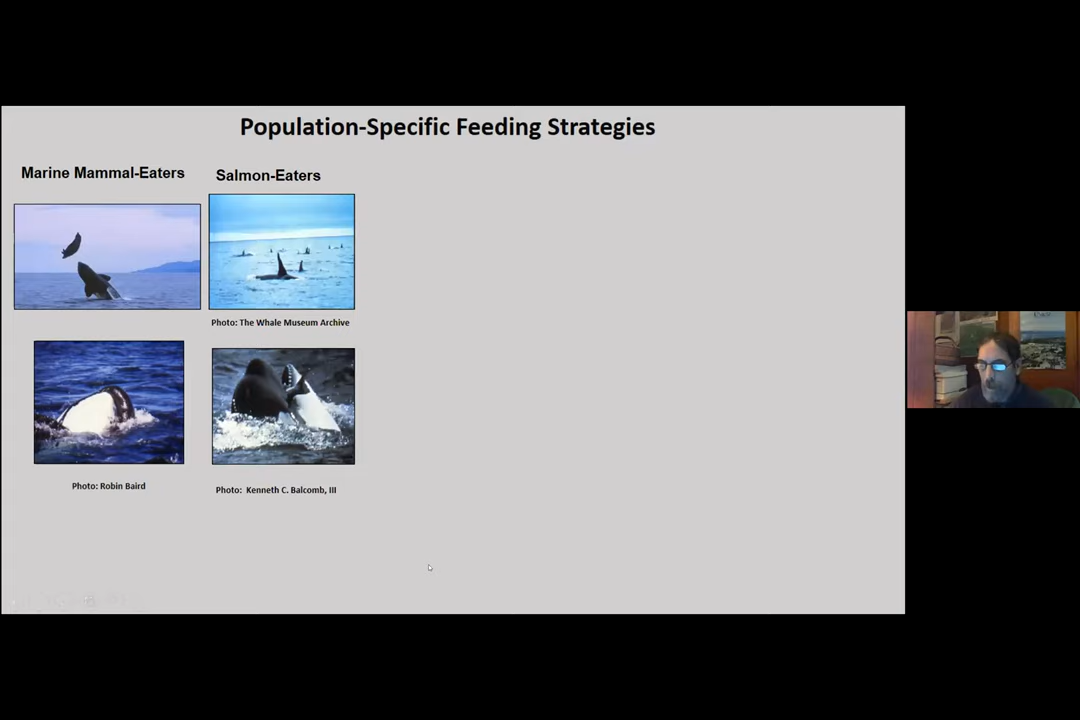 Population-Specific Feeding Strategies
Marine Mammal-Eaters
Salmon-Eaters
Photo: The Whale Museum Archive
Photo: Robin Baird
Photo: Kenneth C. Balcomb, III